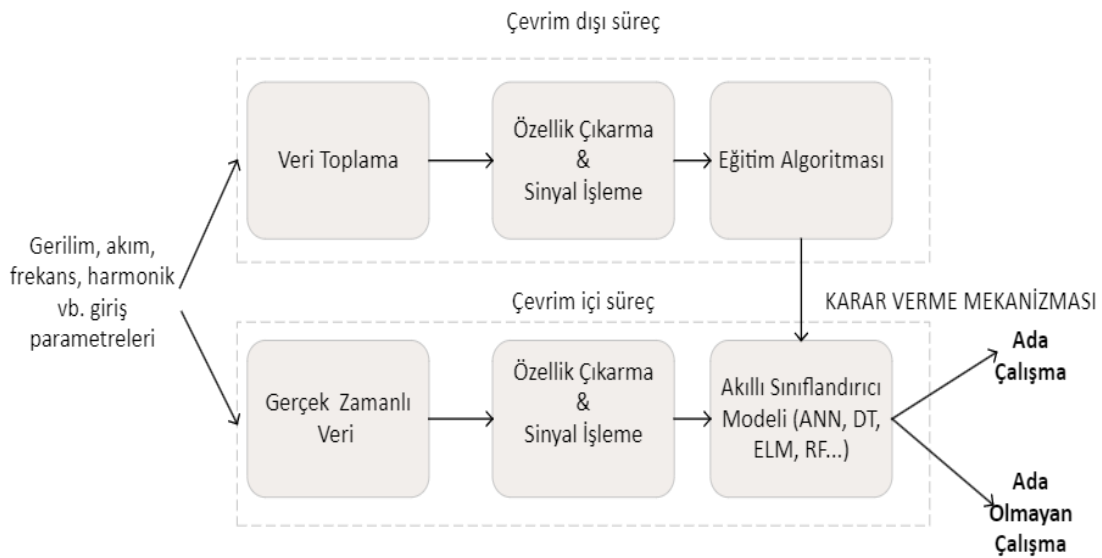 Çevrim dışı süreç
Veri Toplama
Özellik Çıkarma
&
Sinyal İşleme
Eğitim Algoritması
Gerilim, akım,
frekans, harmonik
vb. giriş
parametreleri
Çevrim içi süreç
KARAR VERME MEKANİZMASI
Gerçek Zamanlı
Veri
Özellik Çıkarma
&
Sinyal İşleme
Akıllı Sınıflandırıcı
Modeli (ANN, DT,
ELM, RF...)
Ada
Çalışma
Ada
Olmayan
Çalışma